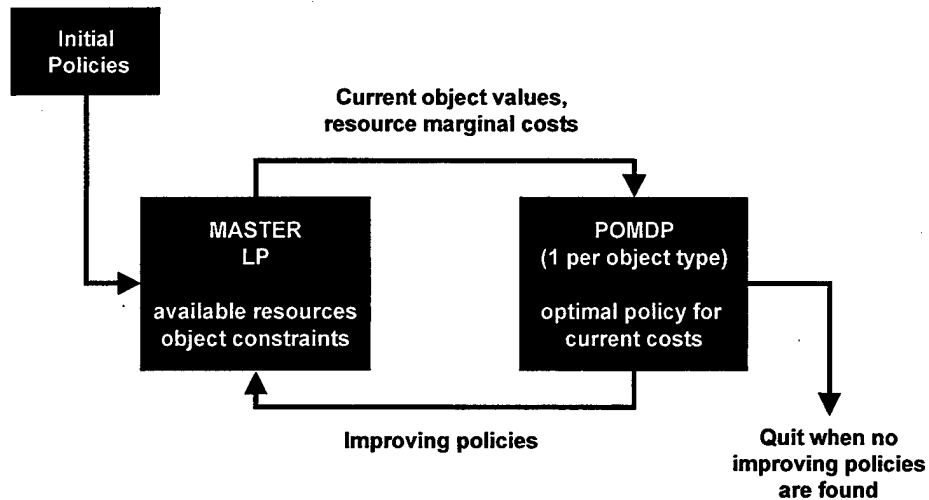 Initial
Policies
Current object values,
resource marginal costs
MASTER
LP
available resources
object constraints
POMDP
(1 per object type)
optimal policy for
current costs
Improving policies
Quit when no
improving policies
are found